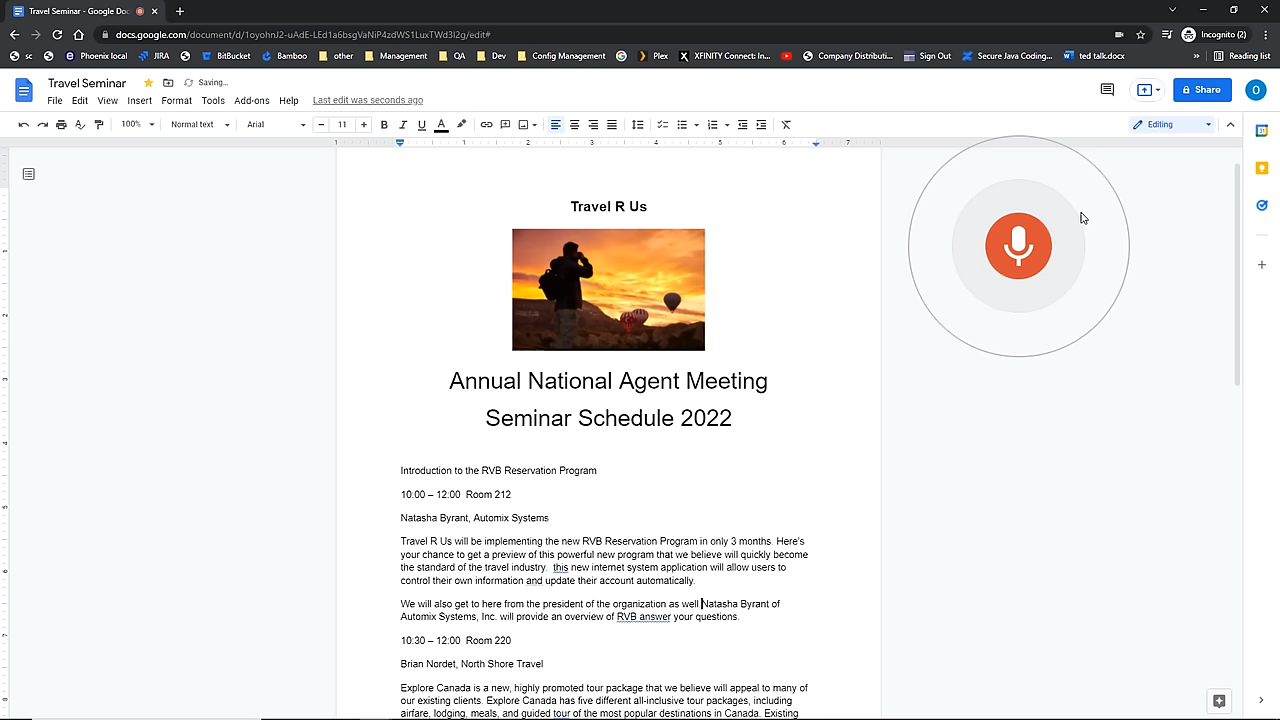 Travel Seminar - Google Doc
docs.google.com/document/d/1oyohnJ2-uAdE-LEd1a6bsgVaNiP4zdWS1LuxTWd3I2g/edit#
Incognito (2)
sc
Phoenix local
JIRA
BitBucket
Bamboo
other
Management
QA
Dev
Config Management
Plex
XFINITY Connect: In...
Company Distributi...
Sign Out
Secure Java Coding...
ted talk.docx
»
Reading list
Travel Seminar
Saving...
File Edit View Insert Format Tools Add-ons Help Last edit was seconds ago
Share
O
100% Normal text Arial − 11 + B I U A
Editing
1 1 2 3 4 5 6 7
Travel R Us
Annual National Agent Meeting
Seminar Schedule 2022
Introduction to the RVB Reservation Program
10:00 – 12:00 Room 212
Natasha Byrant, Automix Systems
Travel R Us will be implementing the new RVB Reservation Program in only 3 months. Here's
your chance to get a preview of this powerful new program that we believe will quickly become
the standard of the travel industry. this new internet system application will allow users to
control their own information and update their account automatically.
We will also get to here from the president of the organization as well.Natasha Byrant of
Automix Systems, Inc. will provide an overview of RVB answer your questions.
10:30 – 12:00 Room 220
Brian Nordet, North Shore Travel
Explore Canada is a new, highly promoted tour package that we believe will appeal to many of
our existing clients. Explore Canada has five different all-inclusive tour packages, including
airfare, lodging, meals, and guided tour of the most popular destinations in Canada. Existing